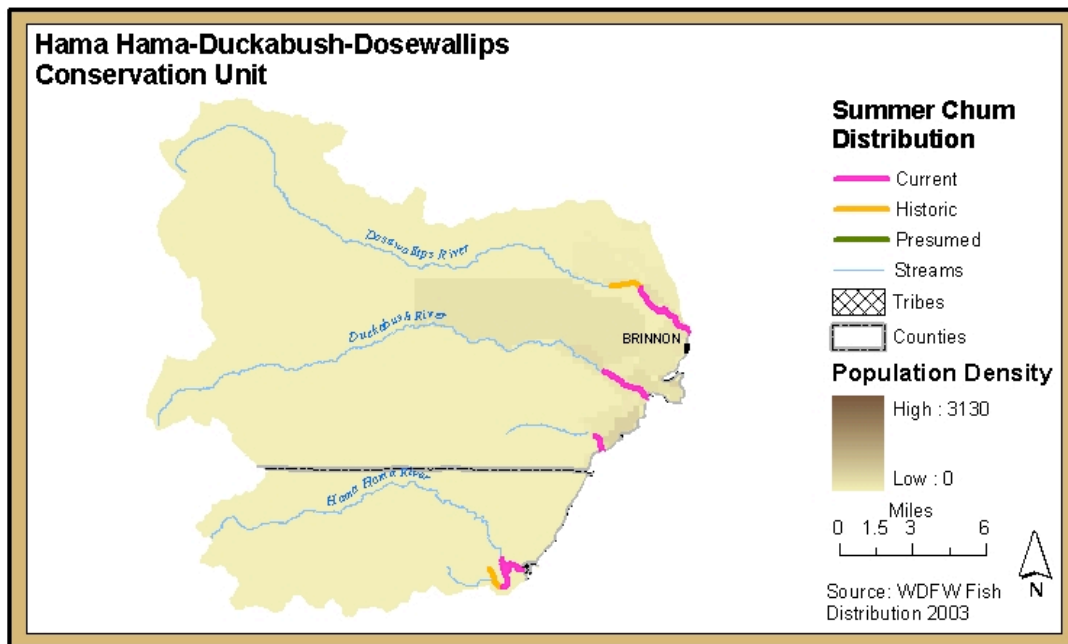 Hama Hama-Duckabush-Dosewallips
Conservation Unit
Summer Chum
Distribution
Current
Historic
Presumed
Streams
Tribes
Counties
Population Density
High : 3130
Low : 0
Miles
0 1.5 3 6
N
Source: WDFW Fish
Distribution 2003
Dosewallips River
Duckabush River
BRINNON
Hama Hama River